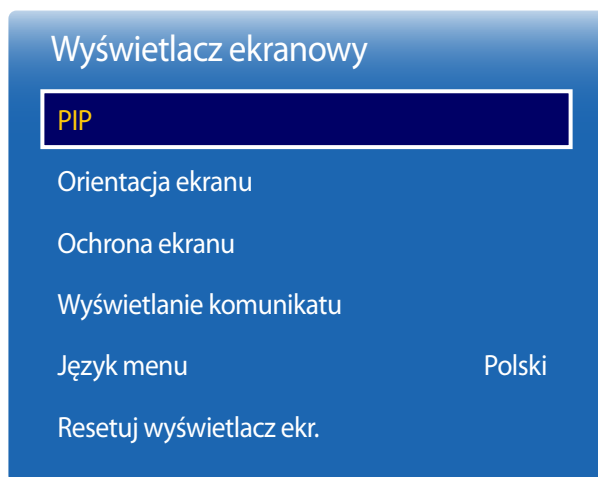 Wyświetlacz ekranowy
PIP
Orientacja ekranu
Ochrona ekranu
Wyświetlanie komunikatu
Język menu Polski
Resetuj wyświetlacz ekr.